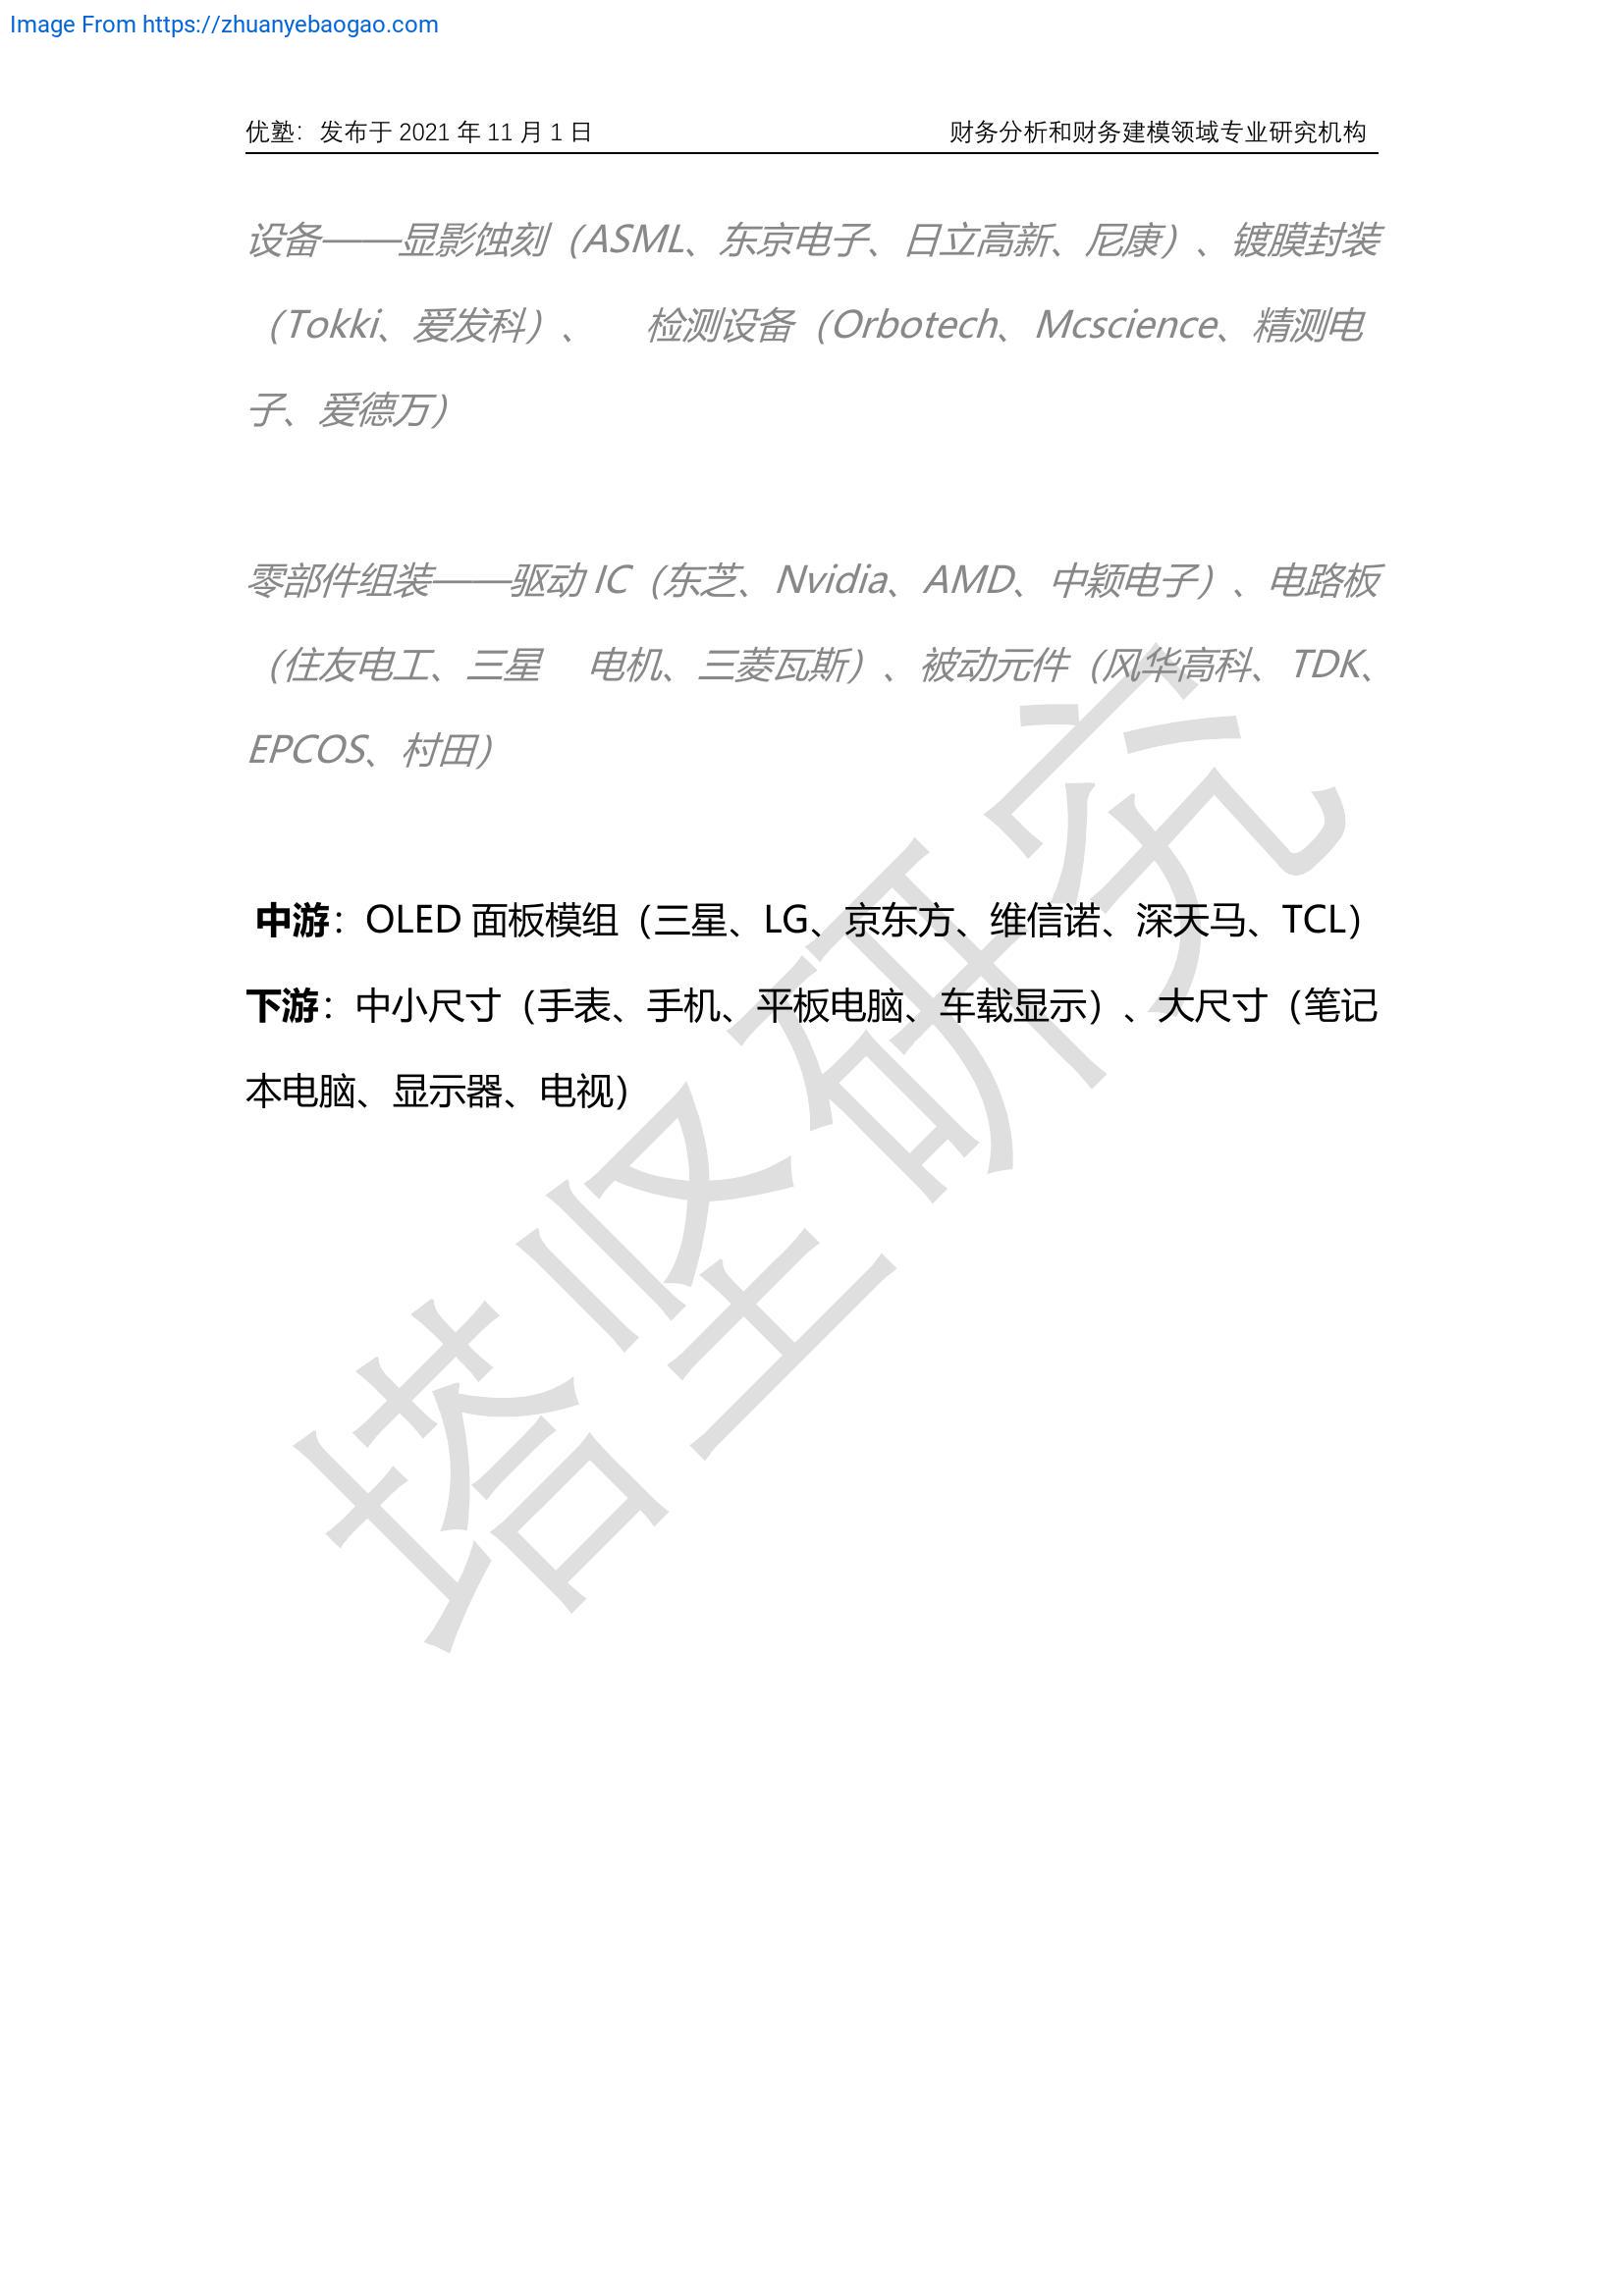 Image From https://zhuanyebaogao.com
优塾：发布于 2021 年 11 月 1 日 财务分析和财务建模领域专业研究机构
设备——显影蚀刻（ASML、东京电子、日立高新、尼康）、镀膜封装
（Tokki、爱发科）、 检测设备（Orbotech、Mcscience、精测电
子、爱德万）
零部件组装——驱动 IC（东芝、Nvidia、AMD、中颖电子）、电路板
（住友电工、三星 电机、三菱瓦斯）、被动元件（风华高科、TDK、
EPCOS、村田）
中游：OLED 面板模组（三星、LG、京东方、维信诺、深天马、TCL）
下游：中小尺寸（手表、手机、平板电脑、车载显示）、大尺寸（笔记
本电脑、显示器、电视）
塔坚研究